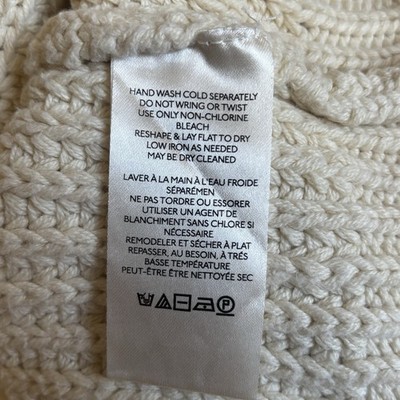 HAND WASH COLD SEPARATELY
DO NOT WRING OR TWIST
USE ONLY NON-CHLORINE
BLEACH
RESHAPE & LAY FLAT TO DRY
LOW IRON AS NEEDED
MAY BE DRY CLEANED
LAVER À LA MAIN À L'EAU FROIDE
SÉPARÉMEN
NE PAS TORDRE OU ESSORER
UTILISER UN AGENT DE
BLANCHIMENT SANS CHLORE SI
NÉCESSAIRE
REMODELER ET SÉCHER À PLAT
REPASSER, AU BESOIN, À TRÉS
BASSE TEMPÉRATURE
PEUT-ÊTRE ÊTRE NETTOYÉE SEC
P